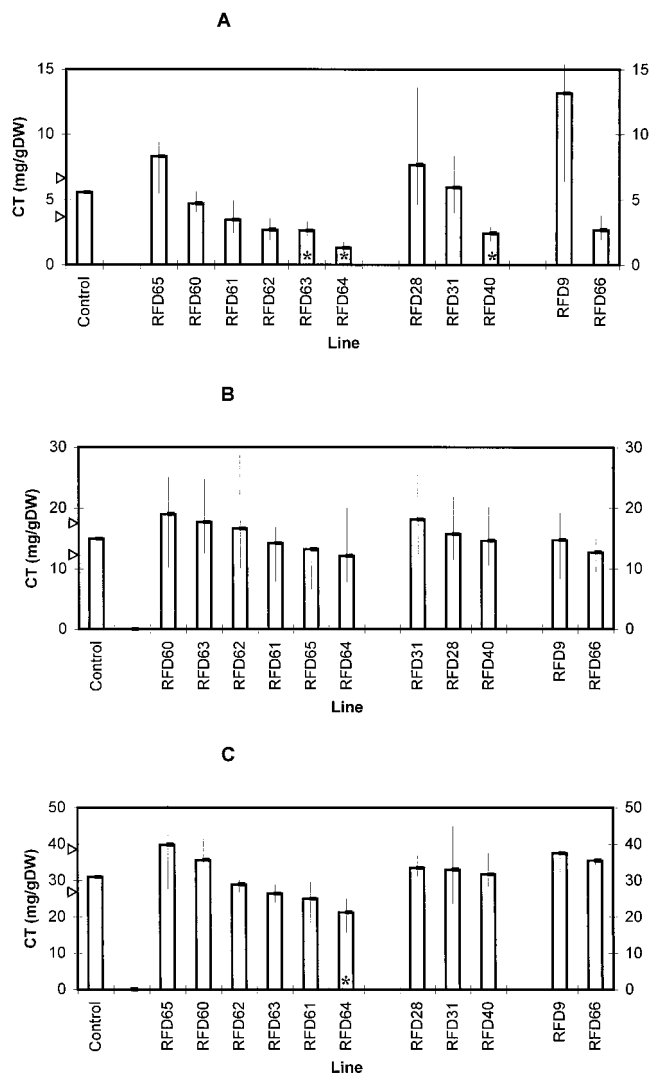 A
15 15
10 10
5 5
0 0
CT (mg/gDW)
* * *
Control RFD65 RFD60 RFD61 RFD62 RFD63 RFD64 RFD28 RFD31 RFD40 RFD9 RFD66
Line
B
30 30
20 20
10 10
0 0
CT (mg/gDW)
Control RFD60 RFD63 RFD62 RFD61 RFD65 RFD64 RFD31 RFD28 RFD40 RFD9 RFD66
Line
C
50 50
40 40
30 30
20 20
10 10
0 0
CT (mg/gDW)
*
Control RFD65 RFD60 RFD62 RFD63 RFD61 RFD64 RFD28 RFD31 RFD40 RFD9 RFD66
Line